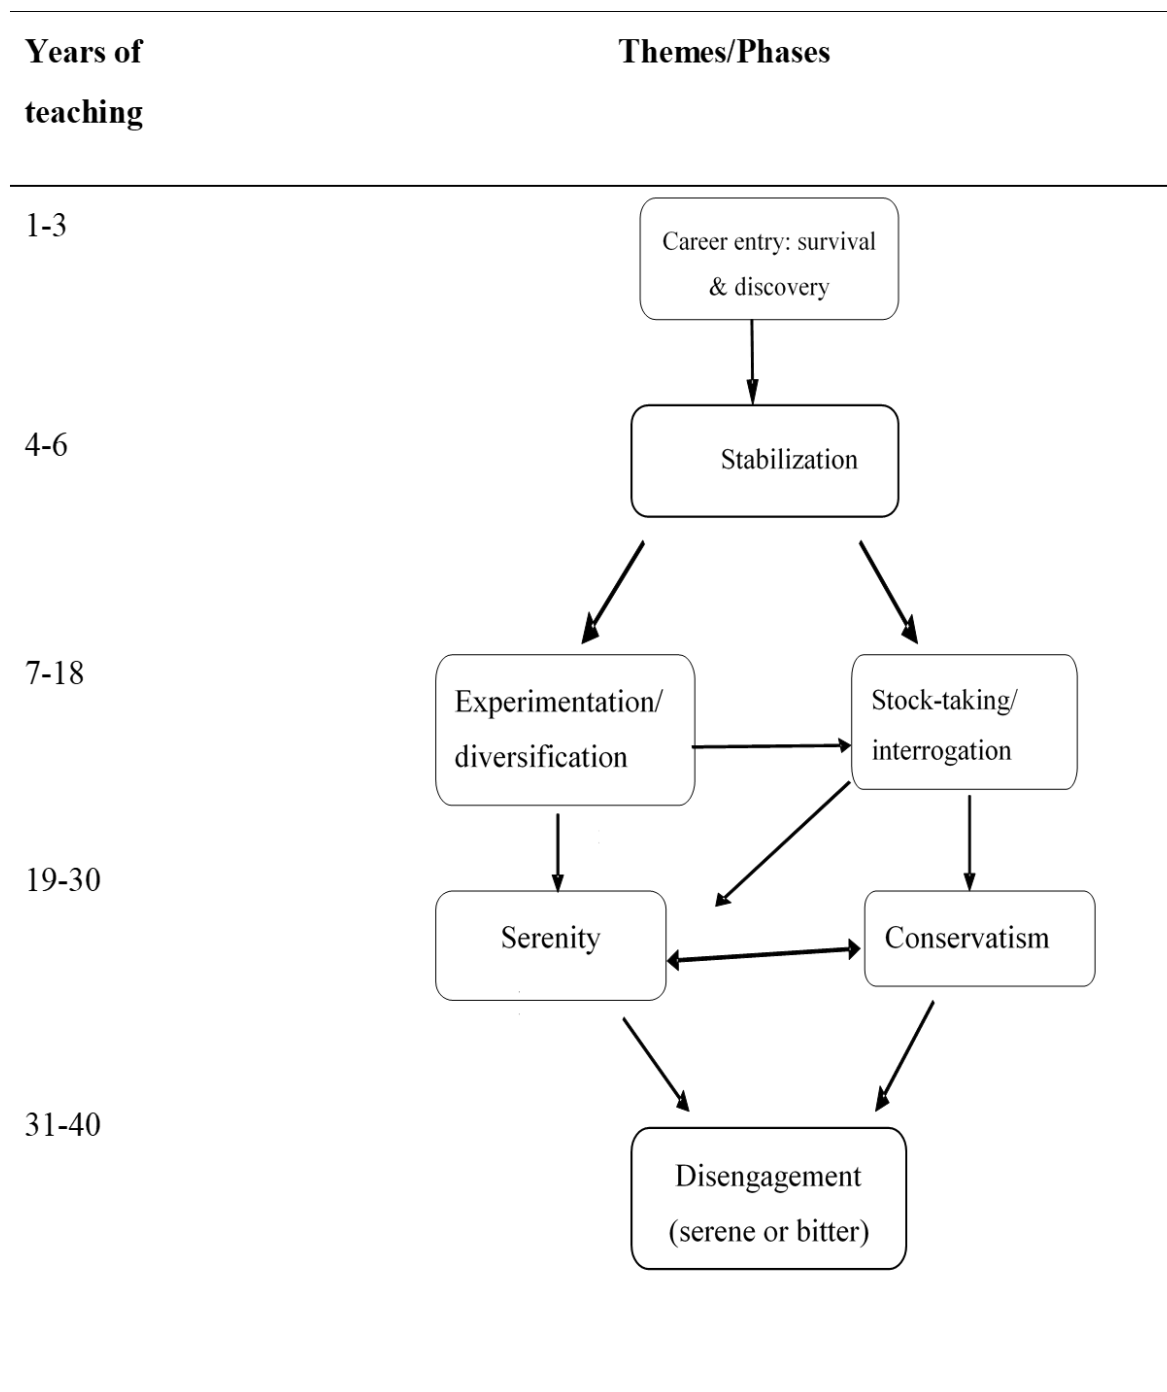 Years of
teaching
Themes/Phases
1-3
Career entry: survival
& discovery
4-6
Stabilization
7-18
Experimentation/
diversification
Stock-taking/
interrogation
19-30
Serenity
Conservatism
31-40
Disengagement
(serene or bitter)